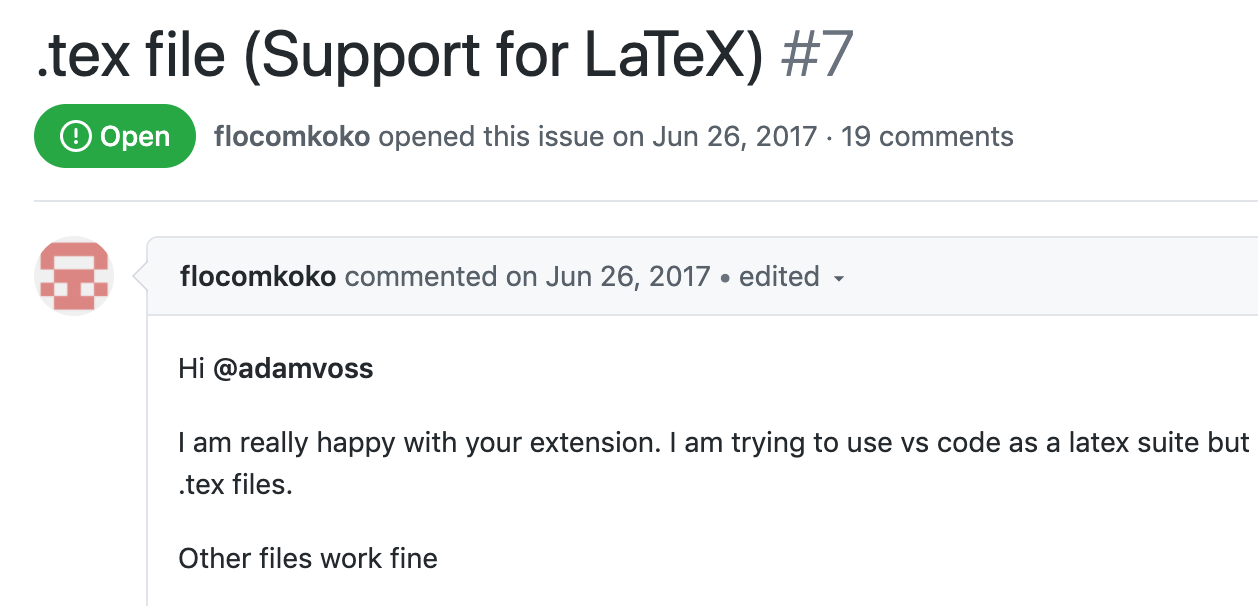 .tex file (Support for LaTeX) #7
Open flocomkoko opened this issue on Jun 26, 2017 · 19 comments
flocomkoko commented on Jun 26, 2017 • edited
Hi @adamvoss
I am really happy with your extension. I am trying to use vs code as a latex suite but
.tex files.
Other files work fine